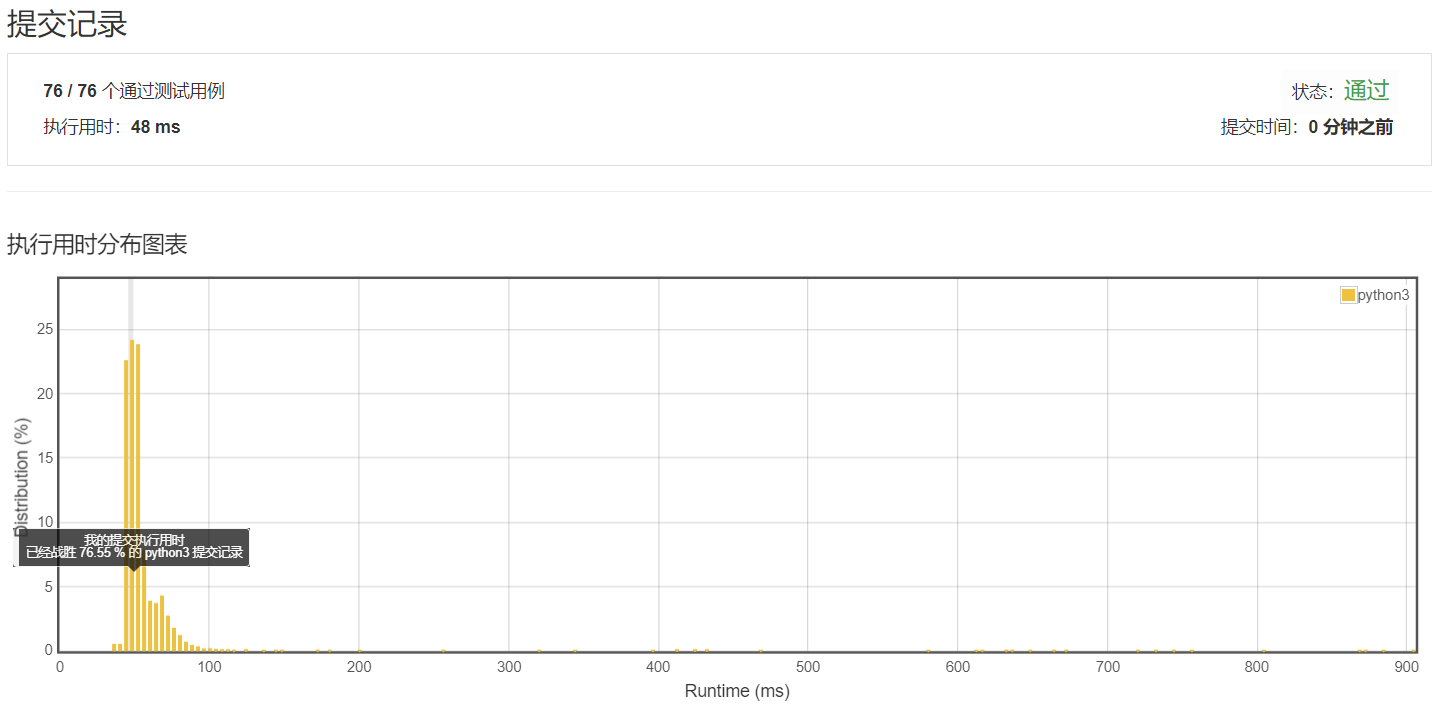 提交记录
76 / 76 个通过测试用例
状态：通过
执行用时：48 ms
提交时间：0 分钟之前
执行用时分布图表
python3
25
20
15
10
5
0
Distribution (%)
我的提交执行用时
已经战胜 76.55 % 的 python3 提交记录
0 100 200 300 400 500 600 700 800 900
Runtime (ms)